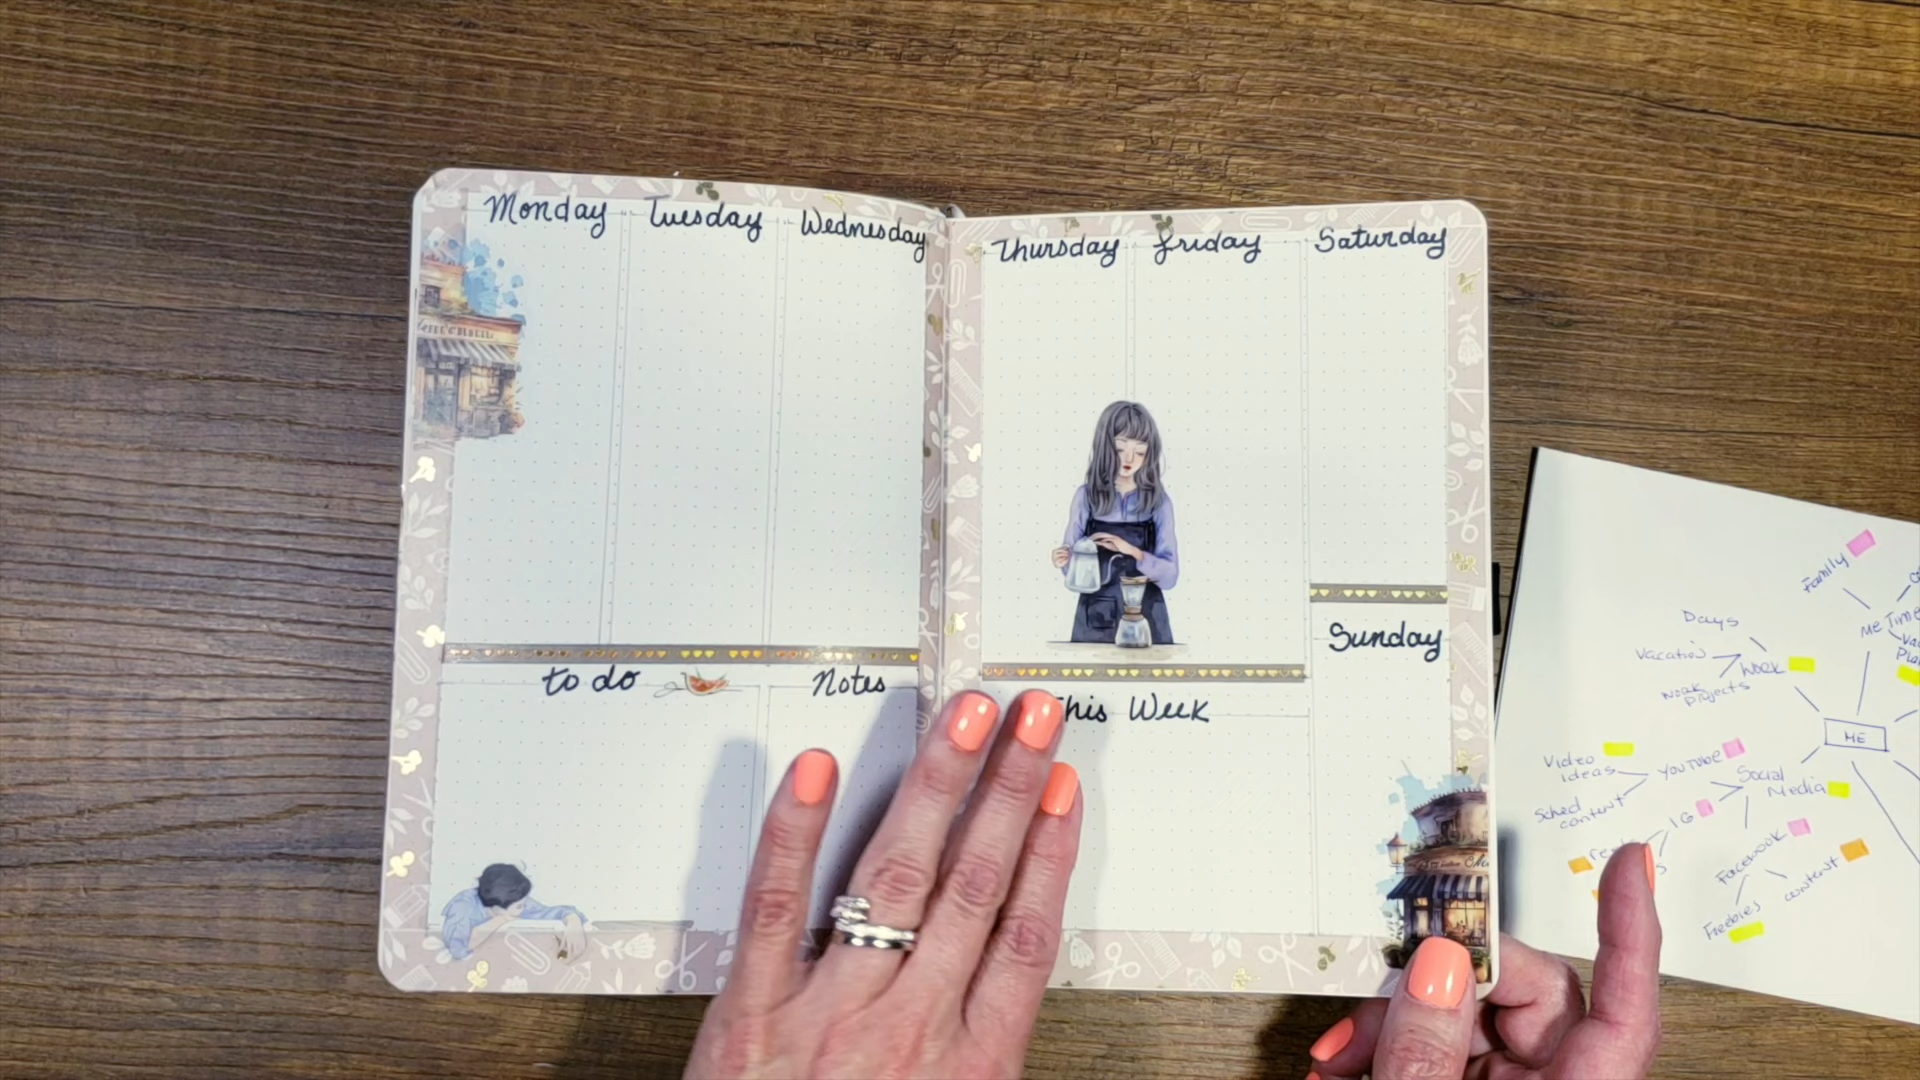 Monday Tuesday Wednesday
to do Notes
Thursday Friday Saturday
Sunday
This Week
Family
Me Time
Days
Vacation
Work
Work Projects
ME
Video ideas
YouTube
Sched content
Social Media
IG
Facebook
content
Freebies